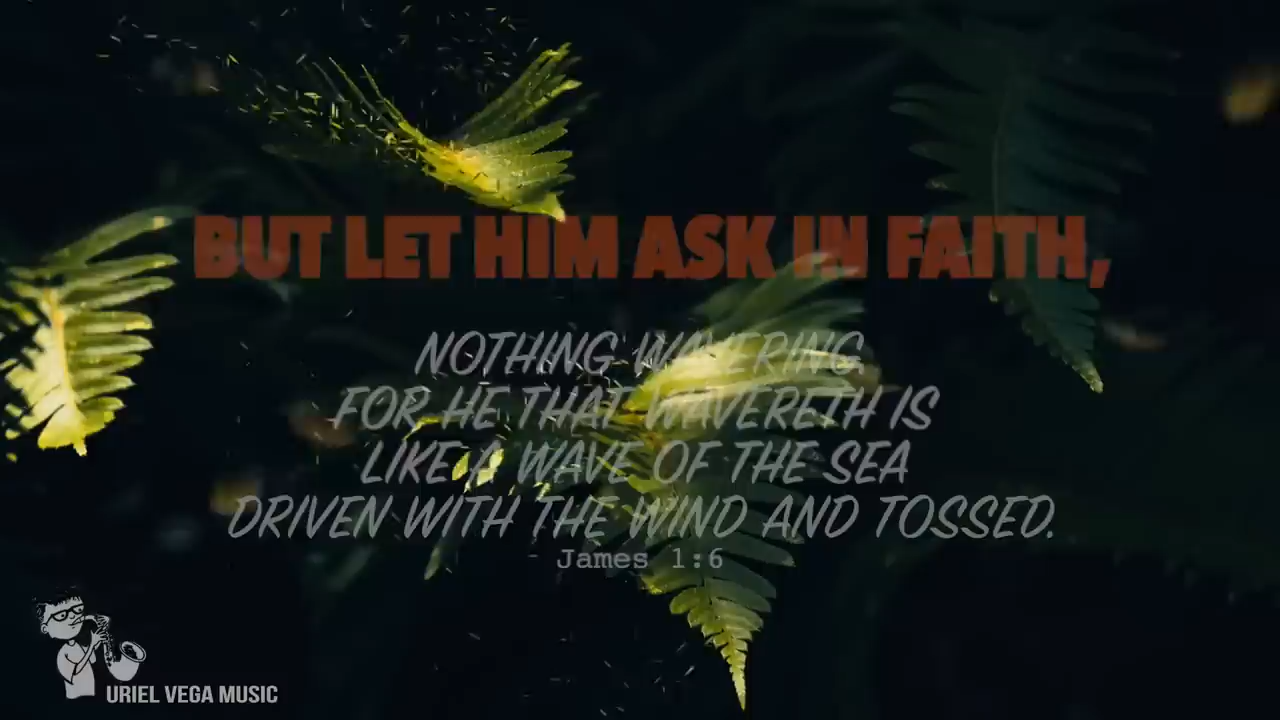 BUT LET HIM ASK IN FAITH,
NOTHING WAVERING.
FOR HE THAT WAVERETH IS
LIKE A WAVE OF THE SEA
DRIVEN WITH THE WIND AND TOSSED.
- James 1:6
URIEL VEGA MUSIC